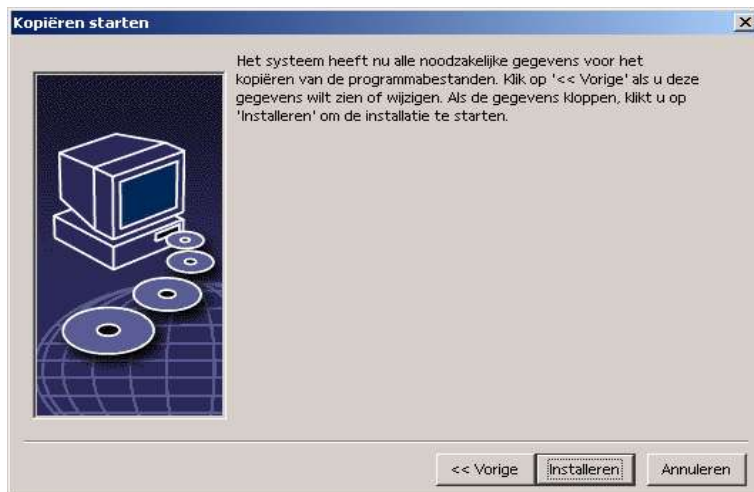 Kopiëren starten
Het systeem heeft nu alle noodzakelijke gegevens voor het
kopiëren van de programmabestanden. Klik op '<< Vorige' als u deze
gegevens wilt zien of wijzigen. Als de gegevens kloppen, klikt u op
'Installeren' om de installatie te starten.
<< Vorige
Installeren
Annuleren